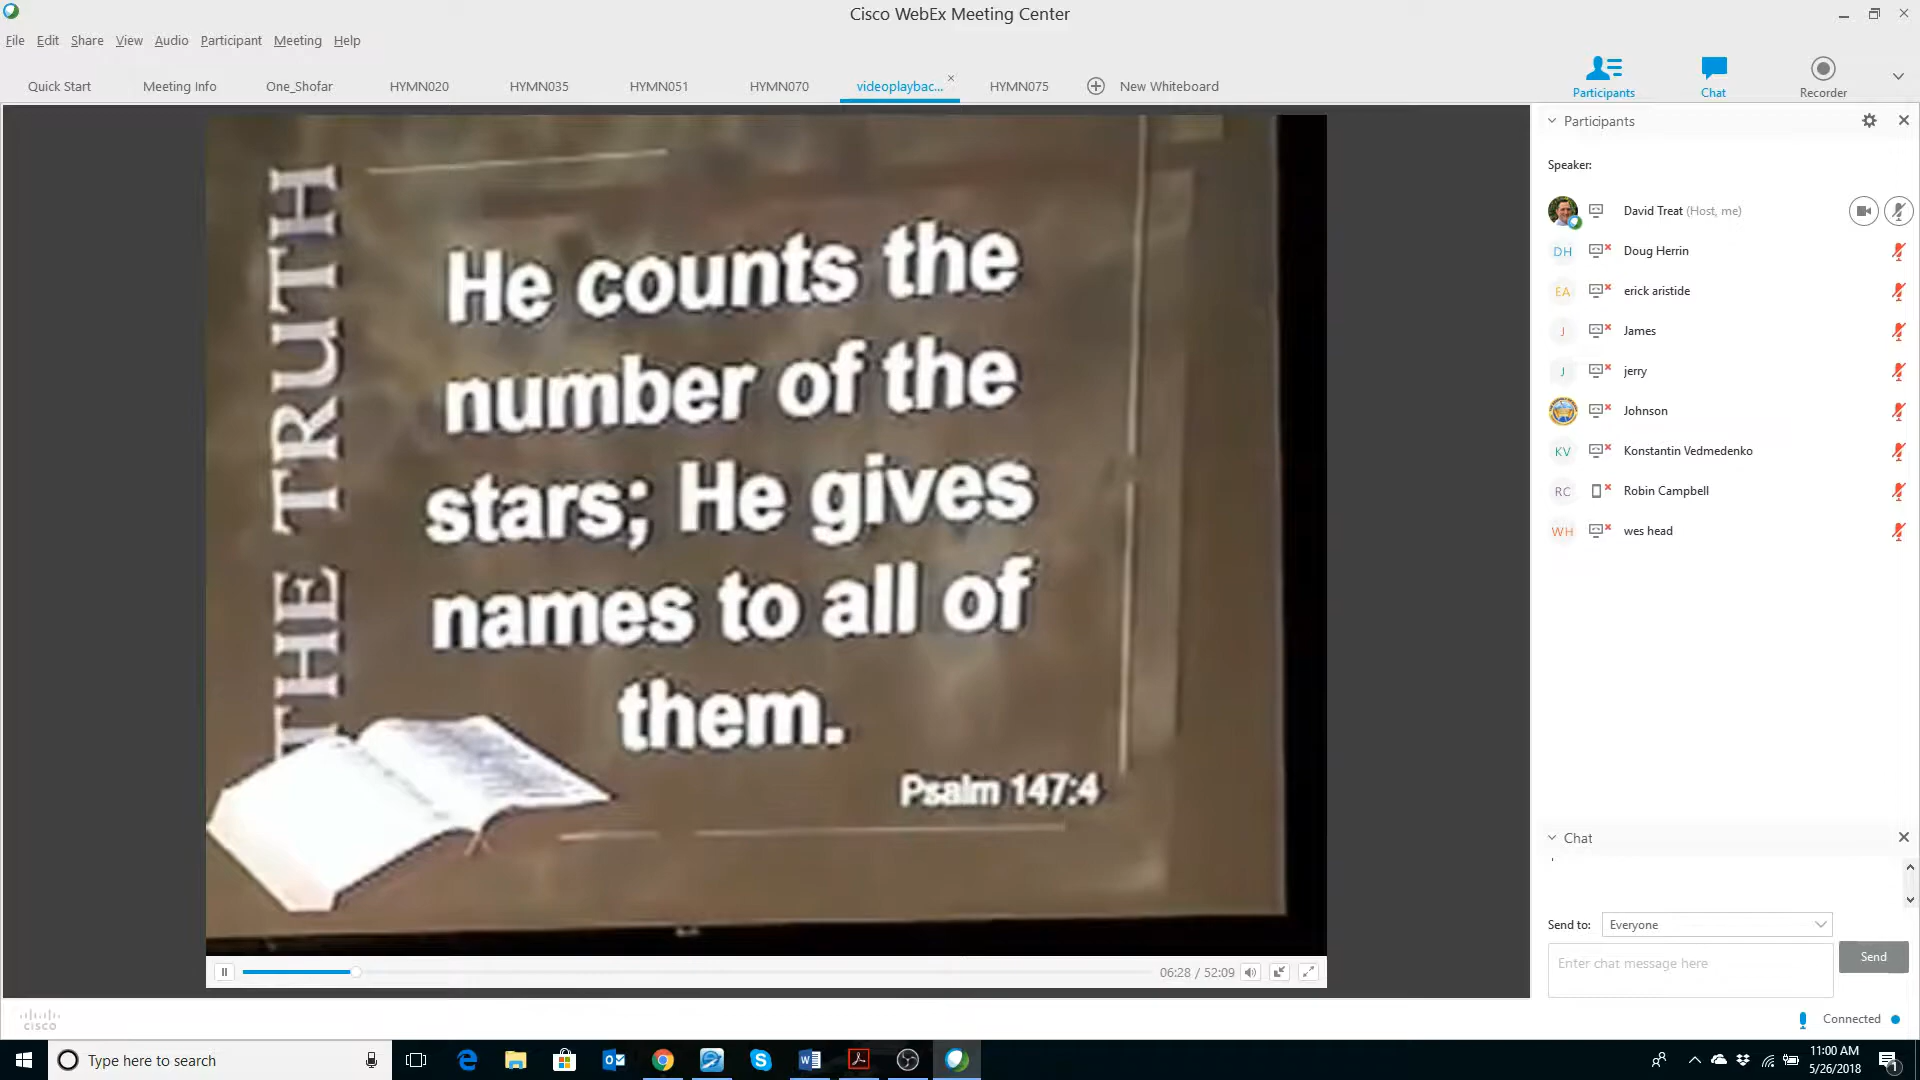 Cisco WebEx Meeting Center
File Edit Share View Audio Participant Meeting Help
Quick Start Meeting Info One_Shofar HYMN020 HYMN035 HYMN051 HYMN070 videoplaybac... HYMN075 New Whiteboard
Participants Chat Recorder
THE TRUTH
He counts the
number of the
stars; He gives
names to all of
them.
Psalm 147:4
06:28 / 52:09
Participants
Speaker:
David Treat (Host, me)
DH Doug Herrin
EA erick aristide
J James
J jerry
Johnson
KV Konstantin Vedmedenko
RC Robin Campbell
WH wes head
Chat
Send to: Everyone
Enter chat message here
Send
cisco
Connected
Type here to search
11:00 AM
5/26/2018
1